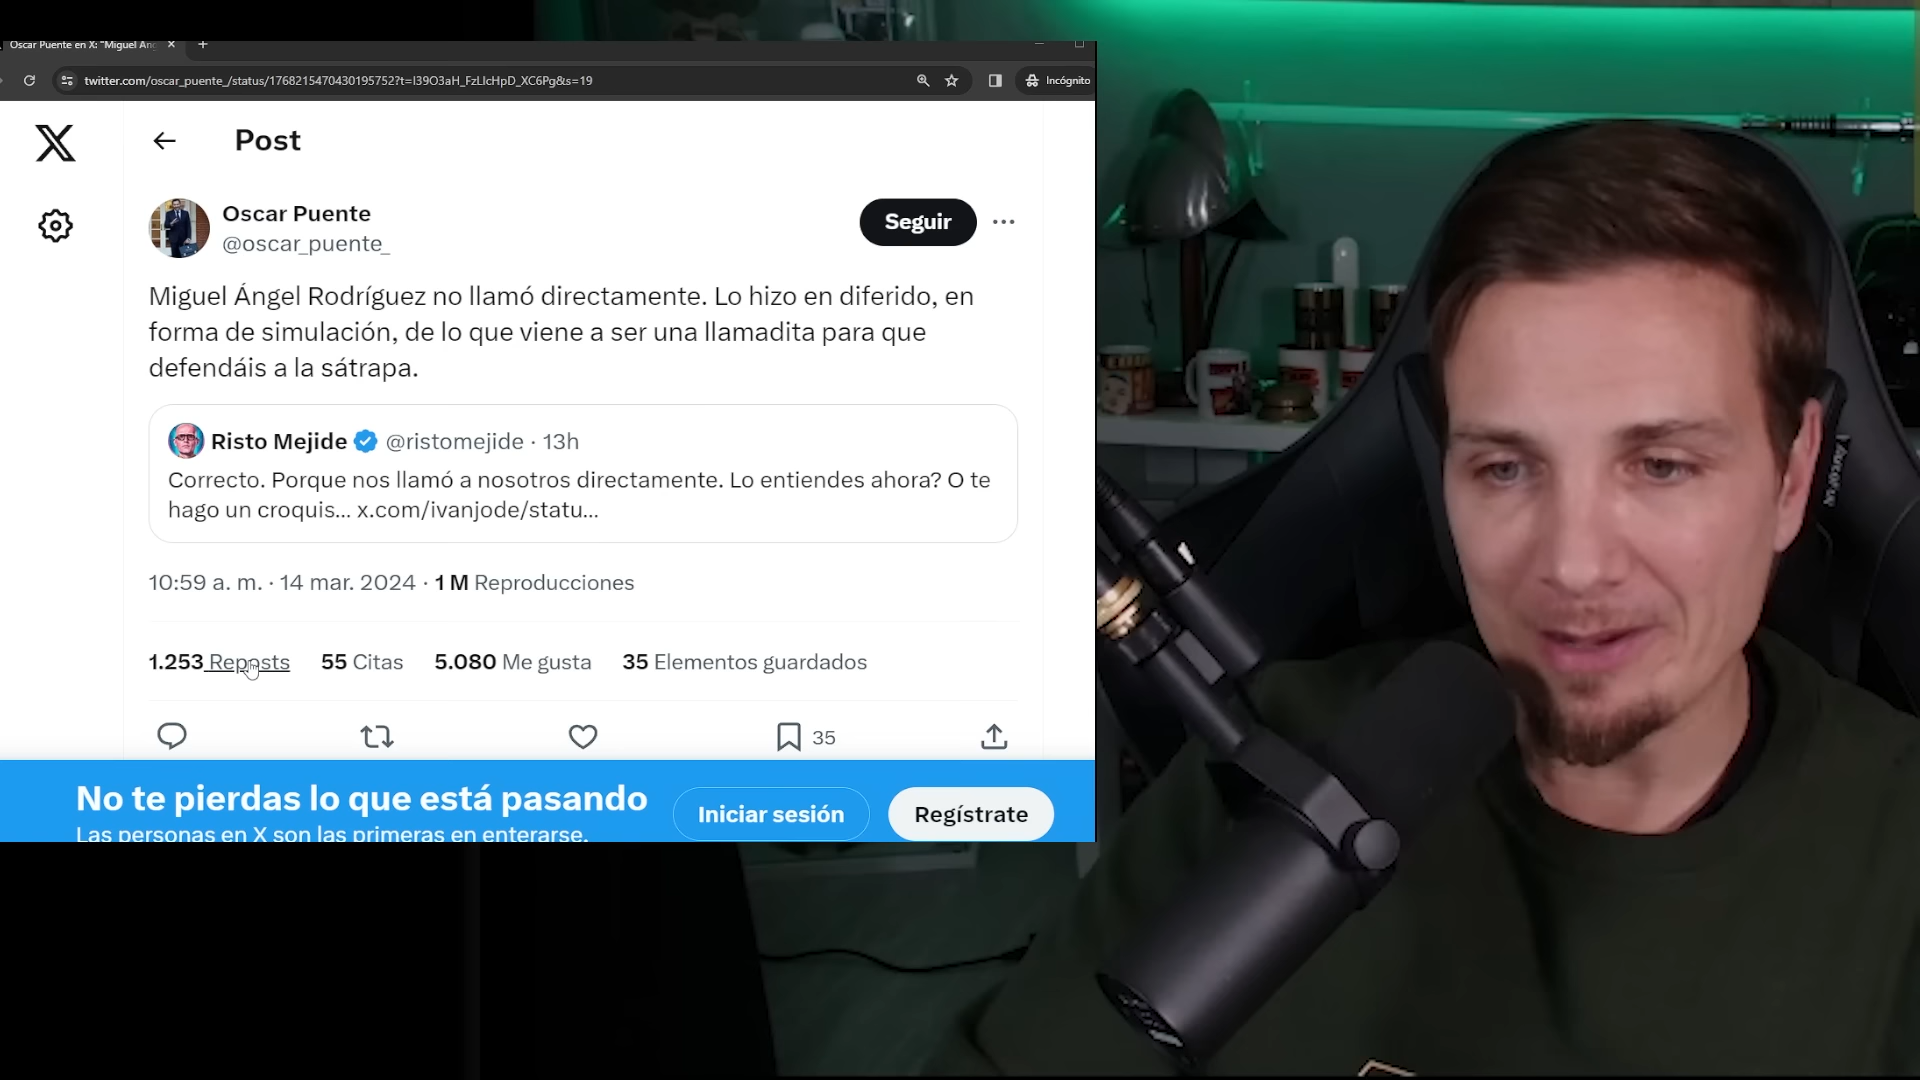 Oscar Puente en X: "Miguel Áng
twitter.com/oscar_puente_/status/1768215470430195752?t=I39O3aH_FzLIcHpD_XC6Pg&s=19
Incógnito
Post
Oscar Puente
@oscar_puente_
Seguir
Miguel Ángel Rodríguez no llamó directamente. Lo hizo en diferido, en
forma de simulación, de lo que viene a ser una llamadita para que
defendáis a la sátrapa.
Risto Mejide @ristomejide · 13h
Correcto. Porque nos llamó a nosotros directamente. Lo entiendes ahora? O te
hago un croquis... x.com/ivanjode/statu...
10:59 a. m. · 14 mar. 2024 · 1 M Reproducciones
1.253 Reposts 55 Citas 5.080 Me gusta 35 Elementos guardados
35
No te pierdas lo que está pasando
Las personas en X son las primeras en enterarse.
Iniciar sesión
Regístrate